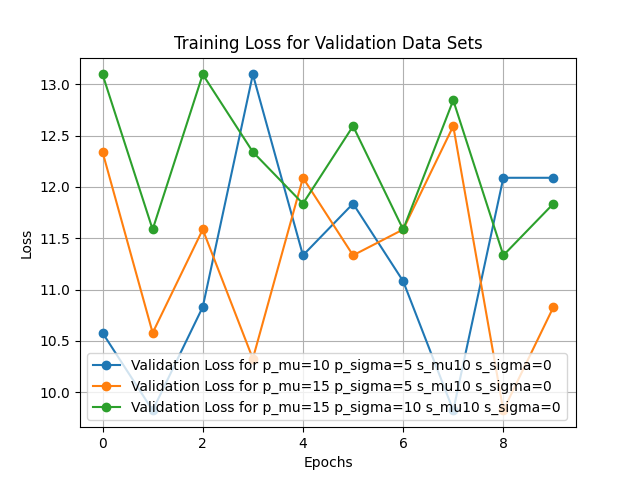 Training Loss for Validation Data Sets
13.0
12.5
12.0
11.5
11.0
10.5
10.0
Loss
Validation Loss for p_mu=10 p_sigma=5 s_mu10 s_sigma=0
Validation Loss for p_mu=15 p_sigma=5 s_mu10 s_sigma=0
Validation Loss for p_mu=15 p_sigma=10 s_mu10 s_sigma=0
0 2 4 6 8
Epochs